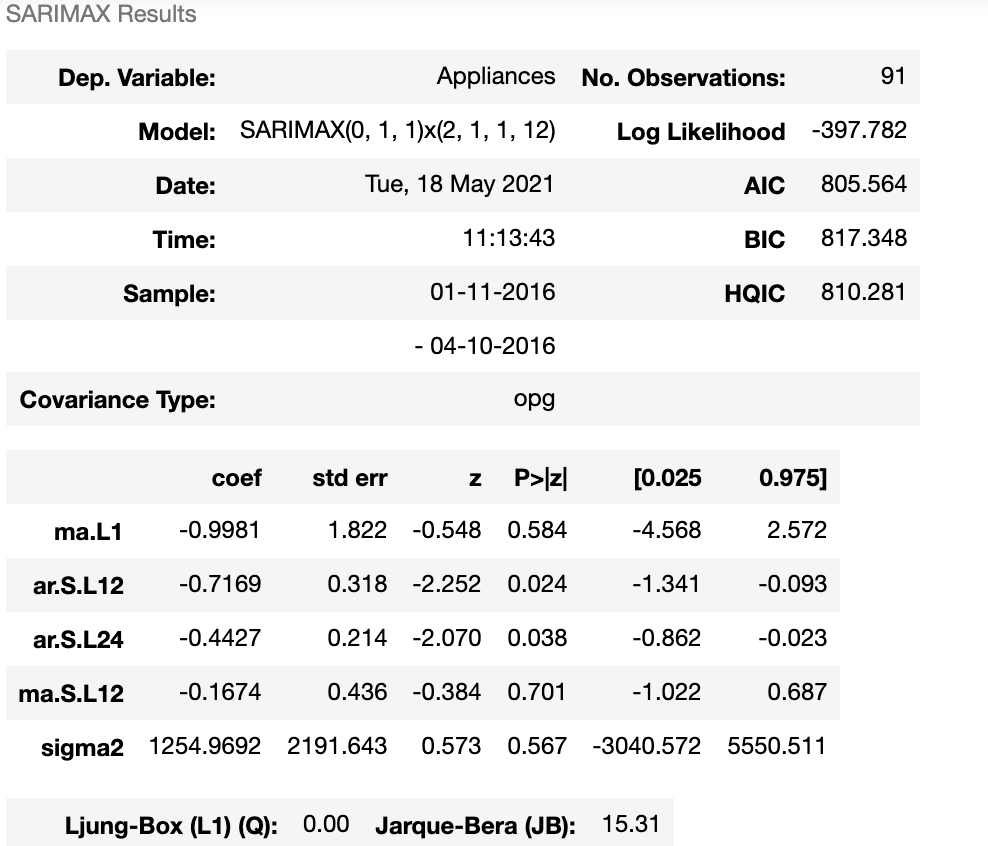 SARIMAX Results
Dep. Variable: Appliances No. Observations: 91
Model: SARIMAX(0, 1, 1)x(2, 1, 1, 12) Log Likelihood -397.782
Date: Tue, 18 May 2021 AIC 805.564
Time: 11:13:43 BIC 817.348
Sample: 01-11-2016 HQIC 810.281
- 04-10-2016
Covariance Type: opg
coef std err z P>|z| [0.025 0.975]
ma.L1 -0.9981 1.822 -0.548 0.584 -4.568 2.572
ar.S.L12 -0.7169 0.318 -2.252 0.024 -1.341 -0.093
ar.S.L24 -0.4427 0.214 -2.070 0.038 -0.862 -0.023
ma.S.L12 -0.1674 0.436 -0.384 0.701 -1.022 0.687
sigma2 1254.9692 2191.643 0.573 0.567 -3040.572 5550.511
Ljung-Box (L1) (Q): 0.00 Jarque-Bera (JB): 15.31